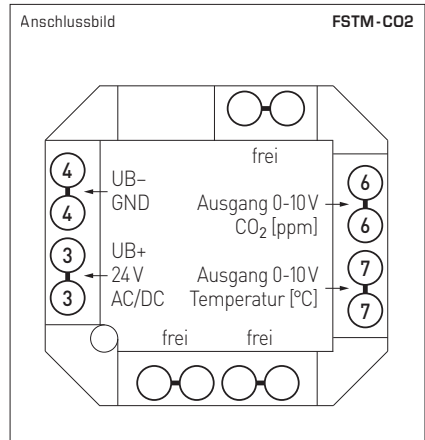 Anschlussbild FSTM-CO2
frei
4
4
UB–
GND
3
3
UB+
24 V
AC/DC
Ausgang 0-10 V
CO₂ [ppm]
6
6
Ausgang 0-10 V
Temperatur [°C]
7
7
frei frei